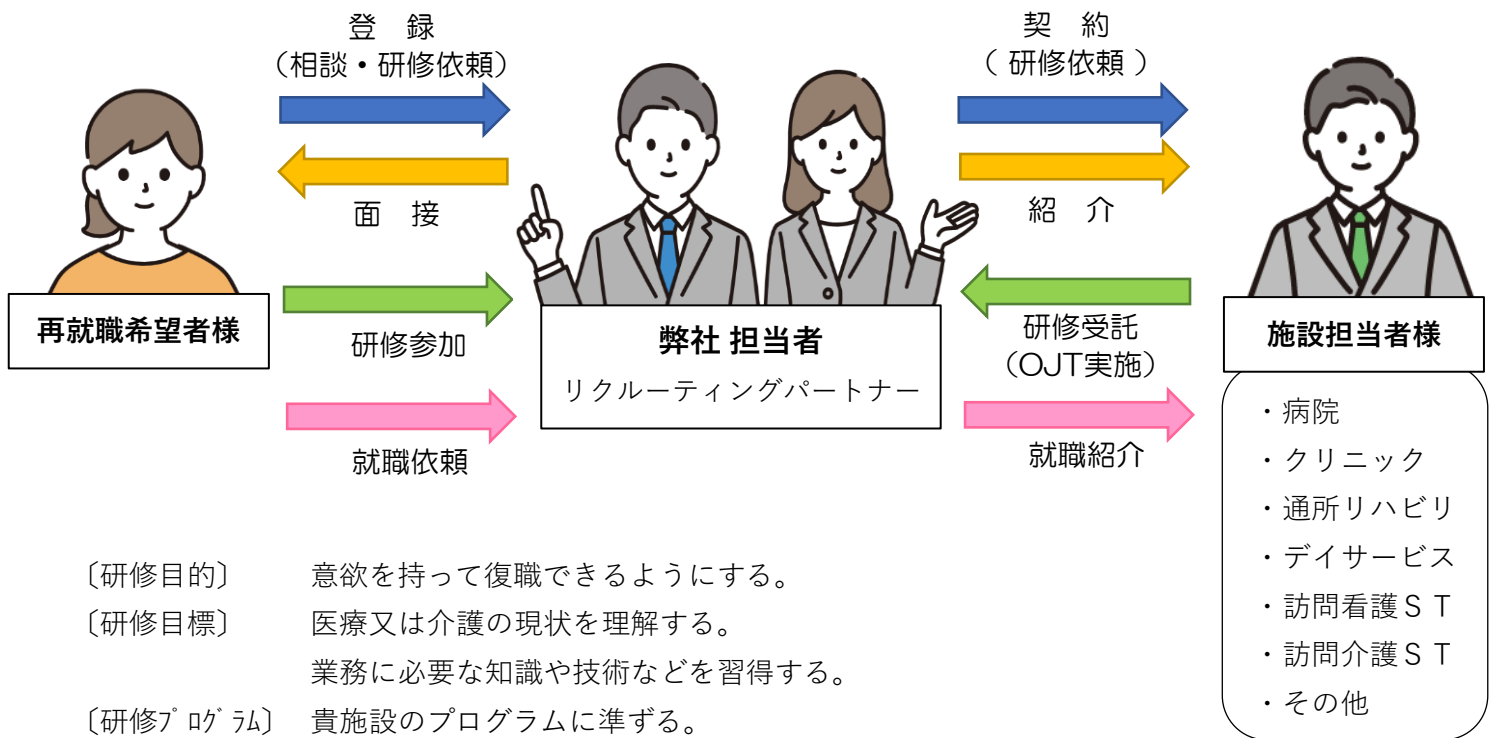 登　録
（相談・研修依頼）
契　約
（ 研修依頼 ）
面　接
紹　介
再就職希望者様
研修参加
弊社 担当者
リクルーティングパートナー
研修受託
（OJT実施）
施設担当者様
就職依頼
就職紹介
・病院
・クリニック
・通所リハビリ
・デイサービス
・訪問看護ＳＴ
・訪問介護ＳＴ
・その他
〔研修目的〕　意欲を持って復職できるようにする。
〔研修目標〕　医療又は介護の現状を理解する。
業務に必要な知識や技術などを習得する。
〔研修ﾌﾟﾛｸﾞﾗﾑ〕　貴施設のプログラムに準ずる。